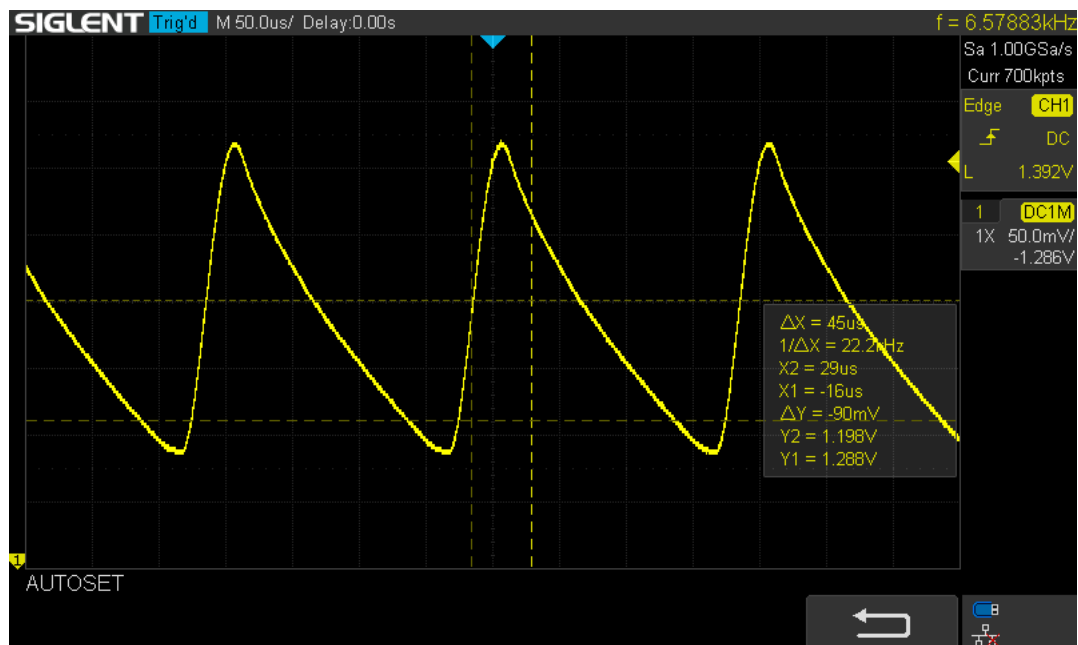 SIGLENT Trig'd M 50.0us/ Delay:0.00s f = 6.57883kHz
Sa 1.00GSa/s
Curr 700kpts
Edge CH1
DC
L 1.392V
1 DC1M
1X 50.0mV/
-1.286V
ΔX = 45us
1/ΔX = 22.2kHz
X2 = 29us
X1 = -16us
ΔY = -90mV
Y2 = 1.198V
Y1 = 1.288V
1
AUTOSET